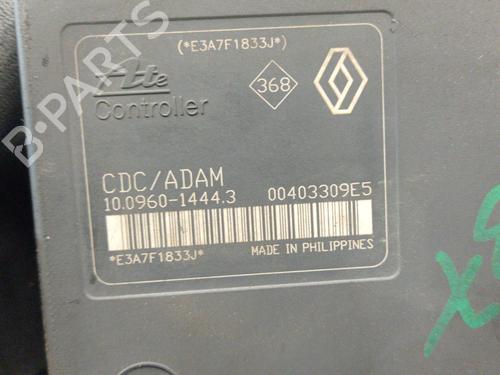 (*E3A7F1833J*)
Ate
Controller
368
CDC/ADAM
10.0960-1444.3 00403309E5
*E3A7F1833J*
MADE IN PHILIPPINES
B-PARTS